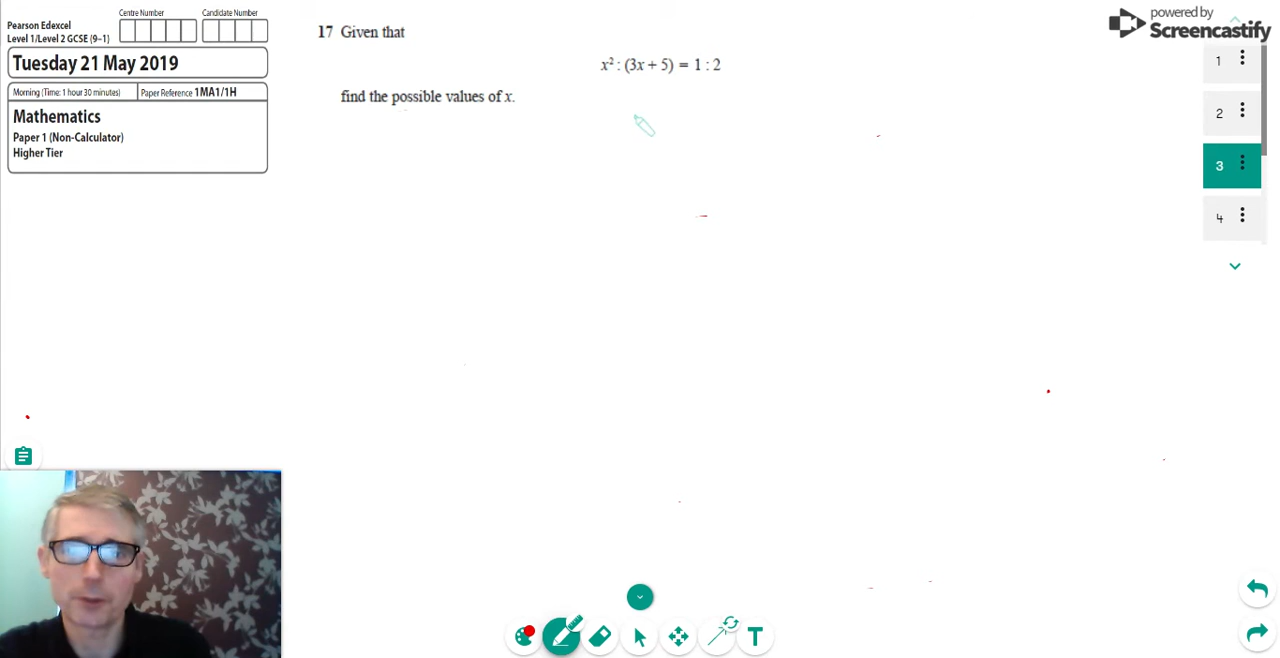 Centre Number
Candidate Number
Pearson Edexcel
Level 1/Level 2 GCSE (9–1)
Tuesday 21 May 2019
Morning (Time: 1 hour 30 minutes)
Paper Reference 1MA1/1H
Mathematics
Paper 1 (Non-Calculator)
Higher Tier
17 Given that
x² : (3x + 5) = 1 : 2
find the possible values of x.
powered by
Screencastify
1
2
3
4
T